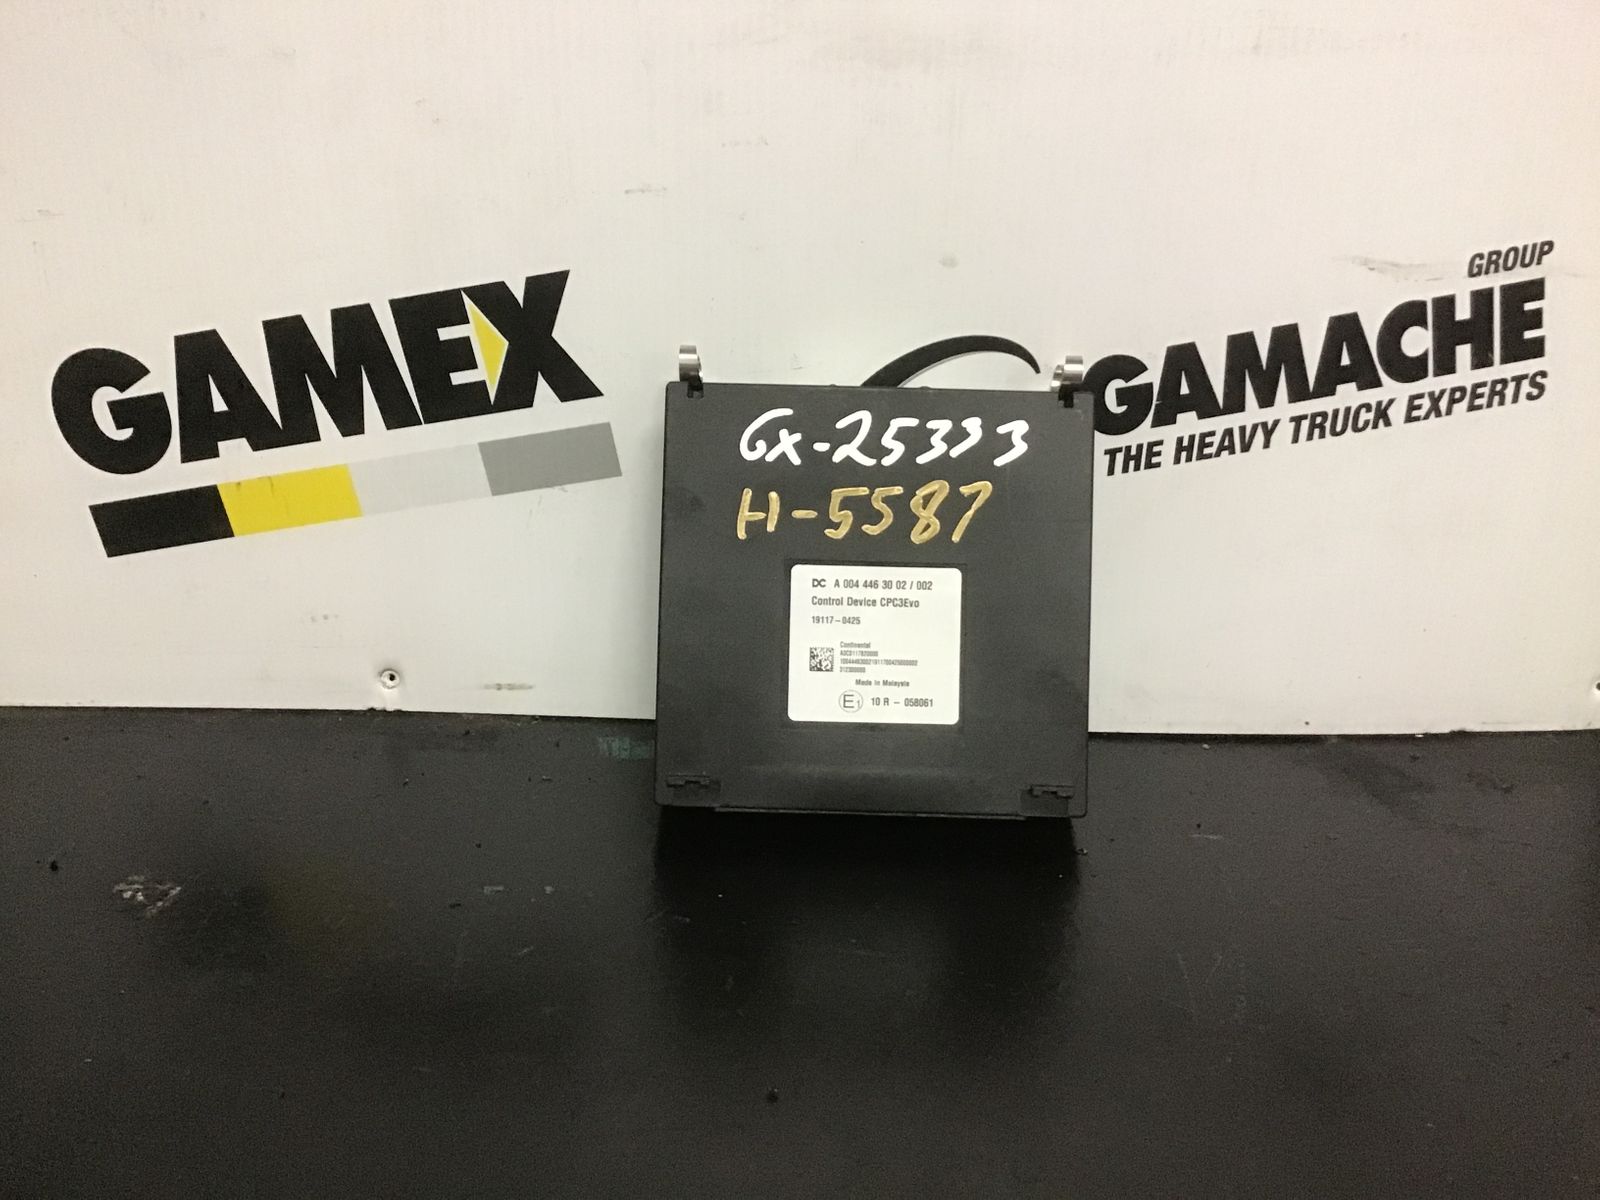 GAMEX
GROUP
GAMACHE
THE HEAVY TRUCK EXPERTS
GX-25393
H-5587
DC A 004 446 30 02 / 002
Control Device CPC3Evo
19117-0425
Continental
Made in Malaysia
E1 10 R - 058061